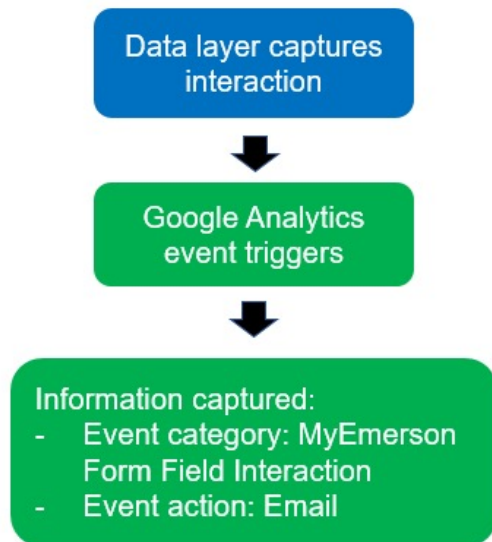 Data layer captures
interaction
Google Analytics
event triggers
Information captured:
- Event category: MyEmerson
Form Field Interaction
- Event action: Email